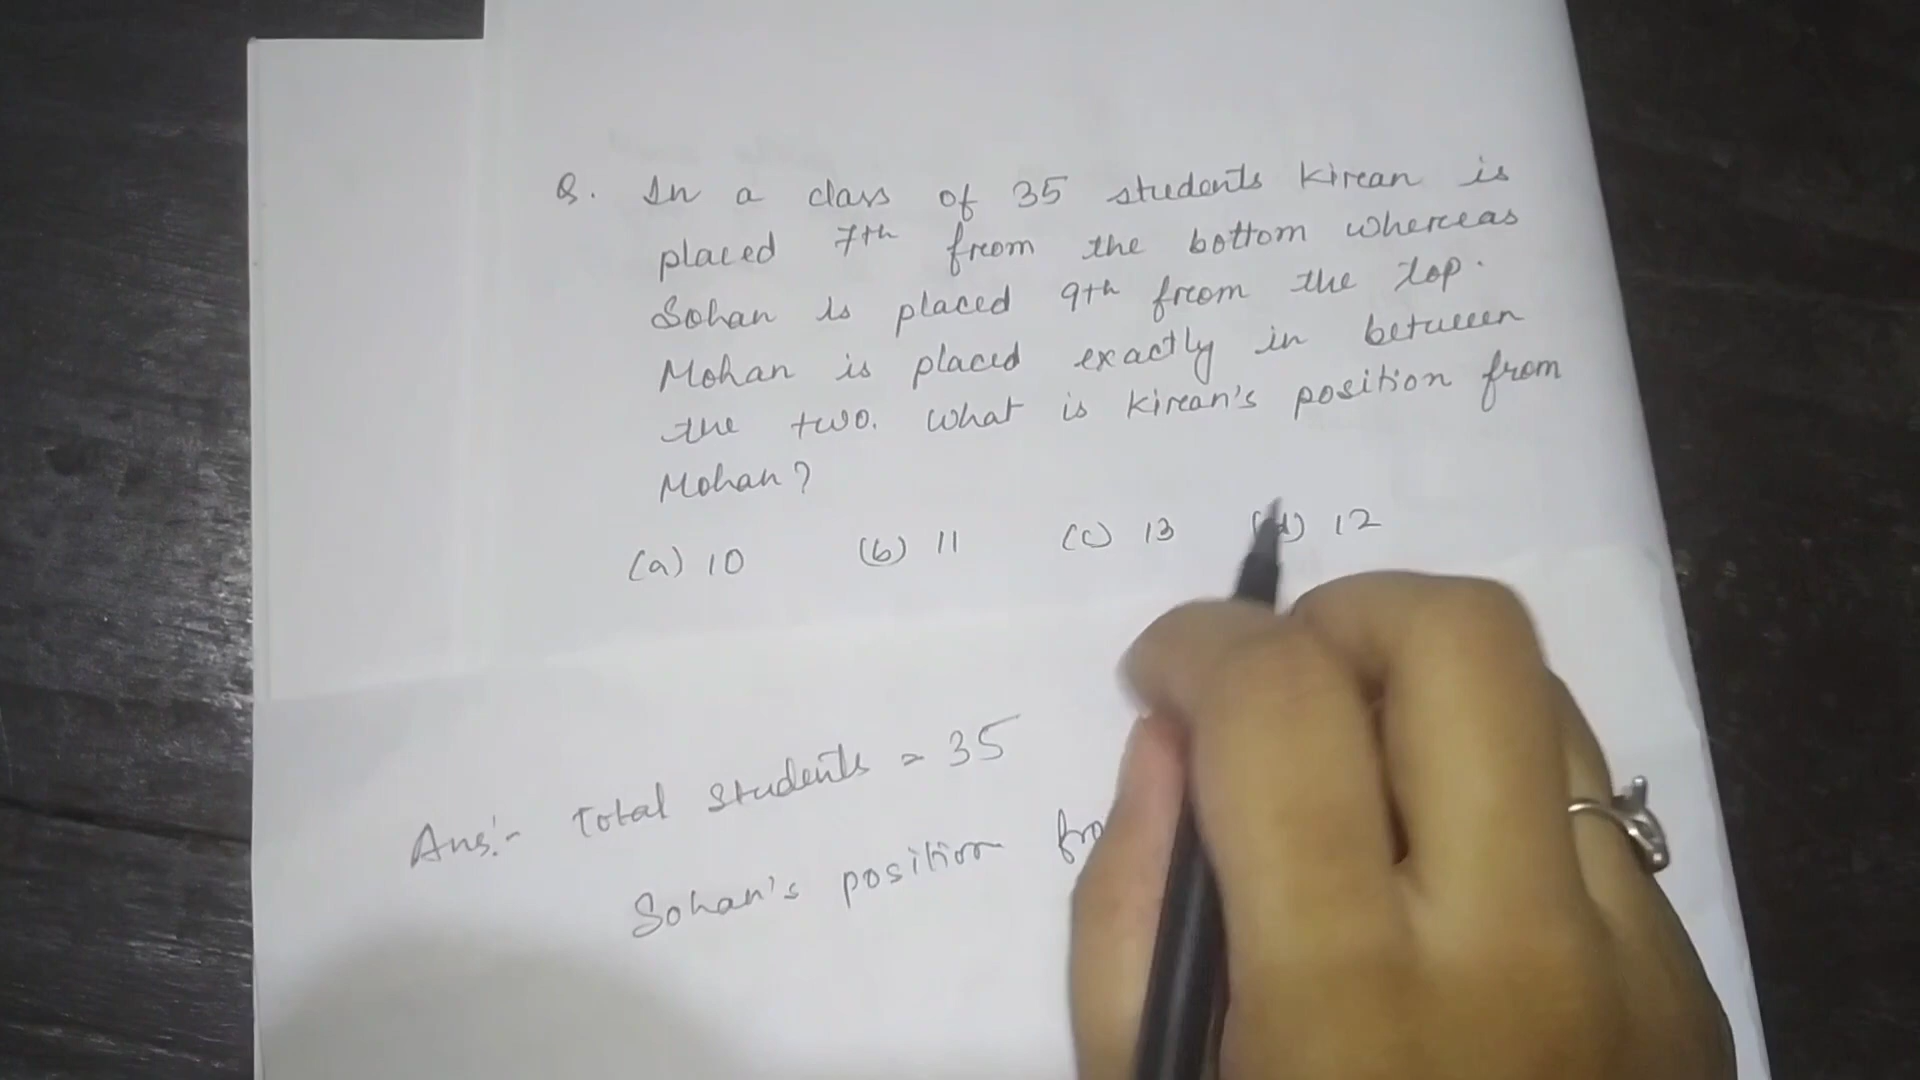 Q. In a class of 35 students Kiran is
placed 7th from the bottom whereas
Sohan is placed 9th from the top.
Mohan is placed exactly in between
the two. What is Kiran's position from
Mohan?
(a) 10 (b) 11 (c) 13 (d) 12
Ans:- Total students = 35
Sohan's position fro